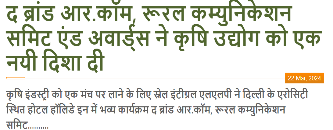 द ब्रांड आर.कॉम, रूरल कम्युनिकेशन
समिट एंड अवार्ड्स ने कृषि उद्योग को एक
नयी दिशा दी
22 Mar, 2024
कृषि इंडस्ट्री को एक मंच पर लाने के लिए स्नेल इंटीग्रल एलएलपी ने दिल्ली के एरोसिटी
स्थित होटल हॉलिडे इन में भव्य कार्यक्रम द ब्रांड आर.कॉम, रूरल कम्युनिकेशन
समिट...........